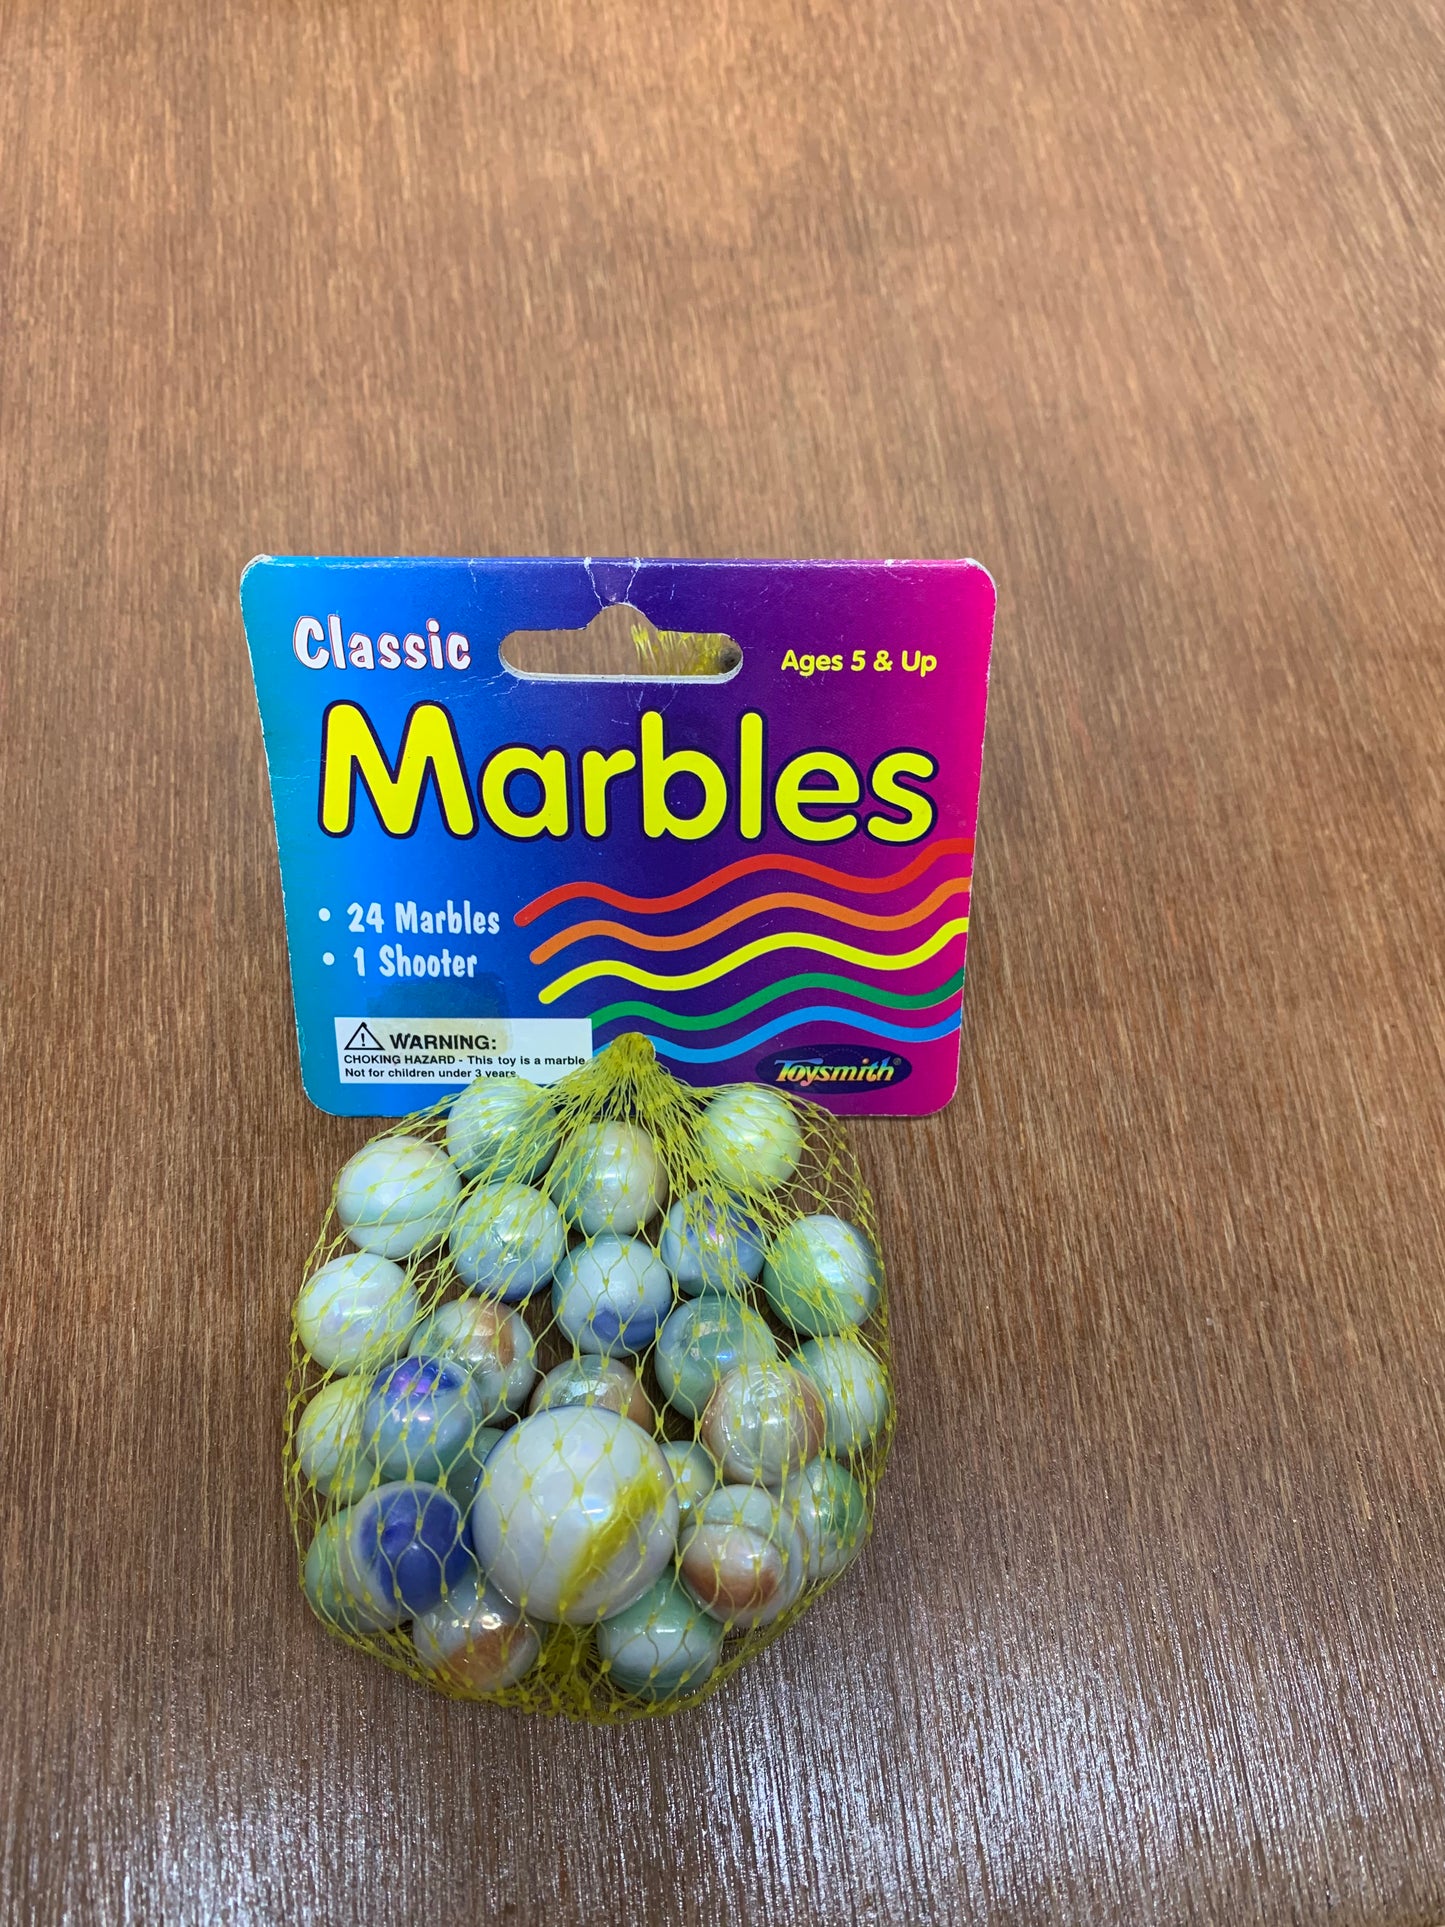 Classic
Ages 5 & Up
Marbles
• 24 Marbles
• 1 Shooter
⚠ WARNING:
CHOKING HAZARD - This toy is a marble
Not for children under 3 years.
Toysmith®